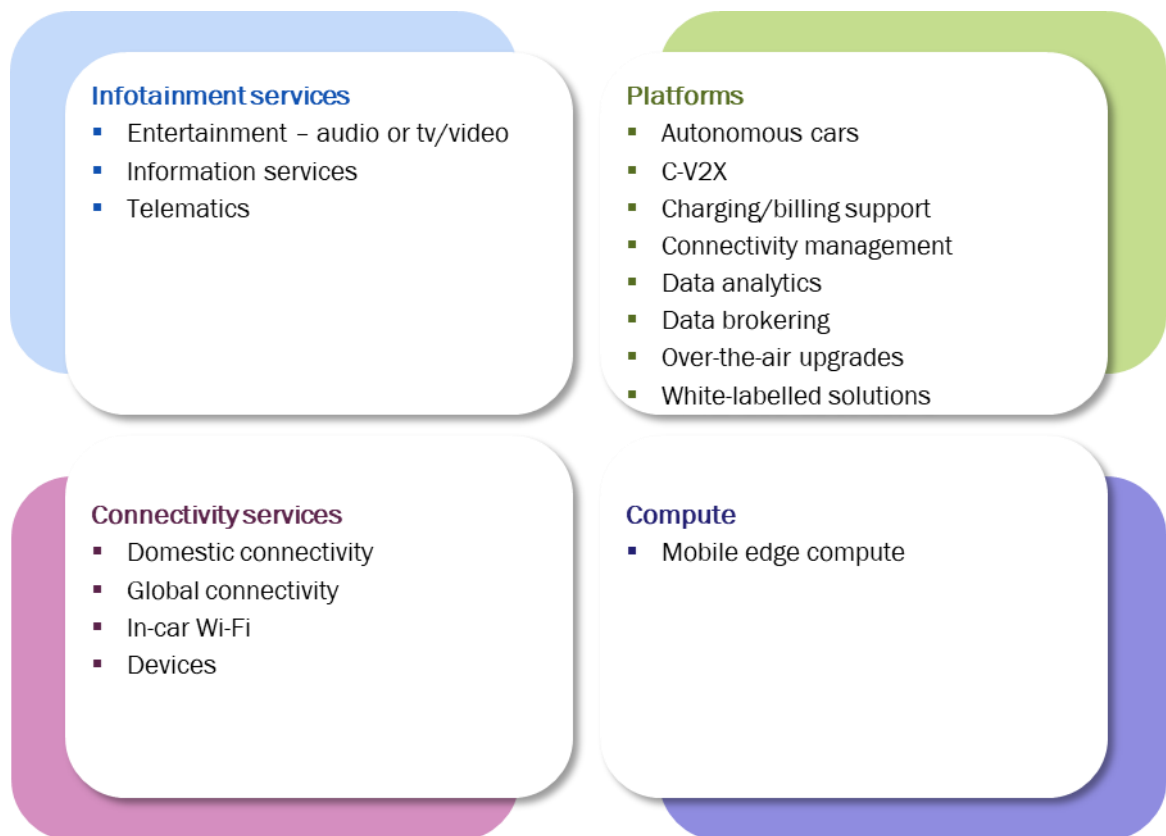 Infotainment services
▪ Entertainment – audio or tv/video
▪ Information services
▪ Telematics
Platforms
▪ Autonomous cars
▪ C-V2X
▪ Charging/billing support
▪ Connectivity management
▪ Data analytics
▪ Data brokering
▪ Over-the-air upgrades
▪ White-labelled solutions
Connectivity services
▪ Domestic connectivity
▪ Global connectivity
▪ In-car Wi-Fi
▪ Devices
Compute
▪ Mobile edge compute